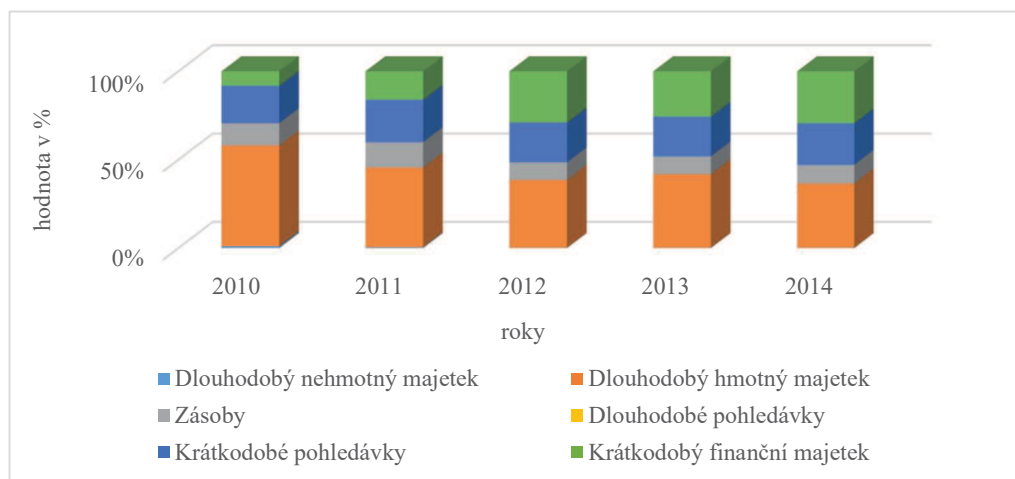 100%
50%
0%
hodnota v %
2010 2011 2012 2013 2014
roky
Dlouhodobý nehmotný majetek Dlouhodobý hmotný majetek
Zásoby Dlouhodobé pohledávky
Krátkodobé pohledávky Krátkodobý finanční majetek